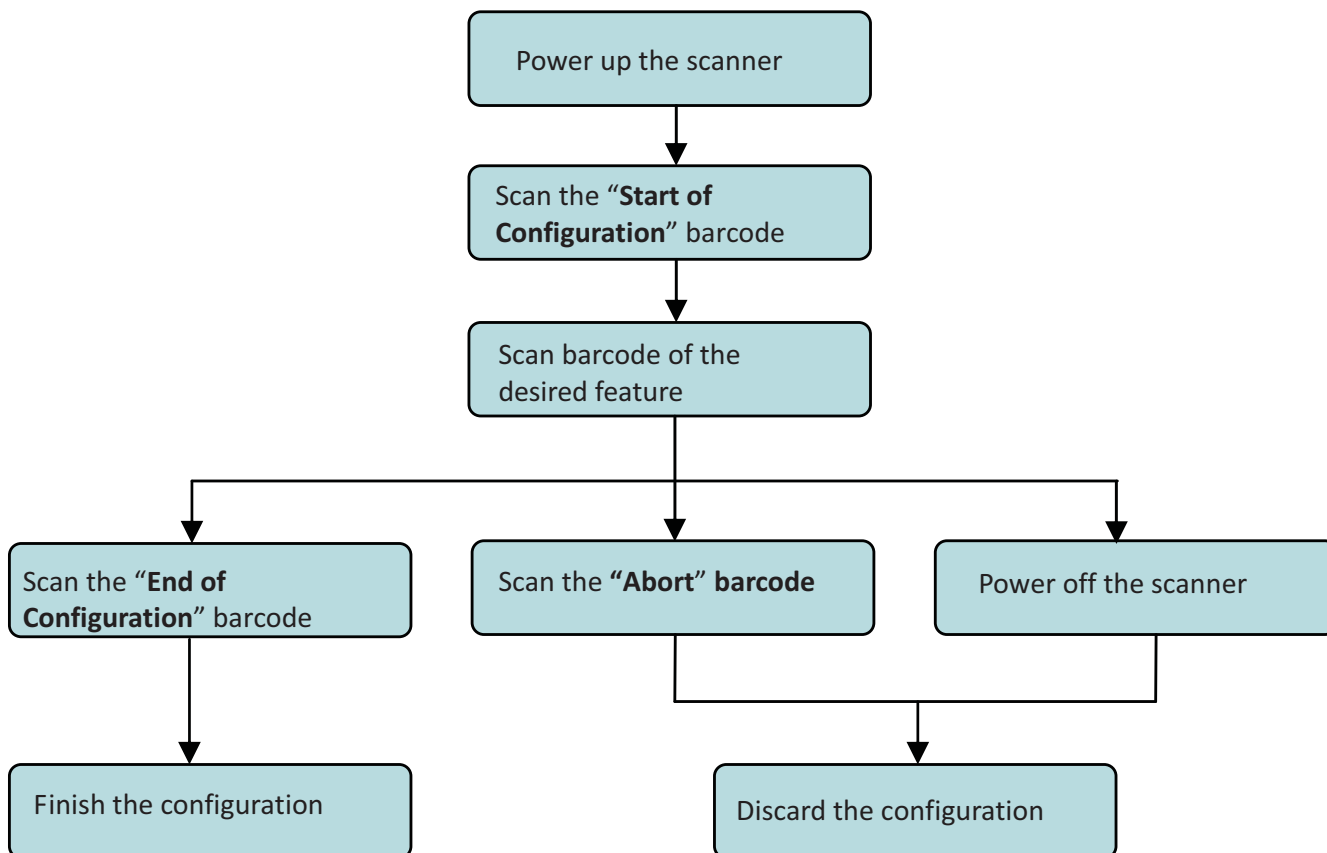 Power up the scanner
Scan the “Start of
Configuration” barcode
Scan barcode of the
desired feature
Scan the “End of
Configuration” barcode
Scan the “Abort” barcode
Power off the scanner
Finish the configuration
Discard the configuration